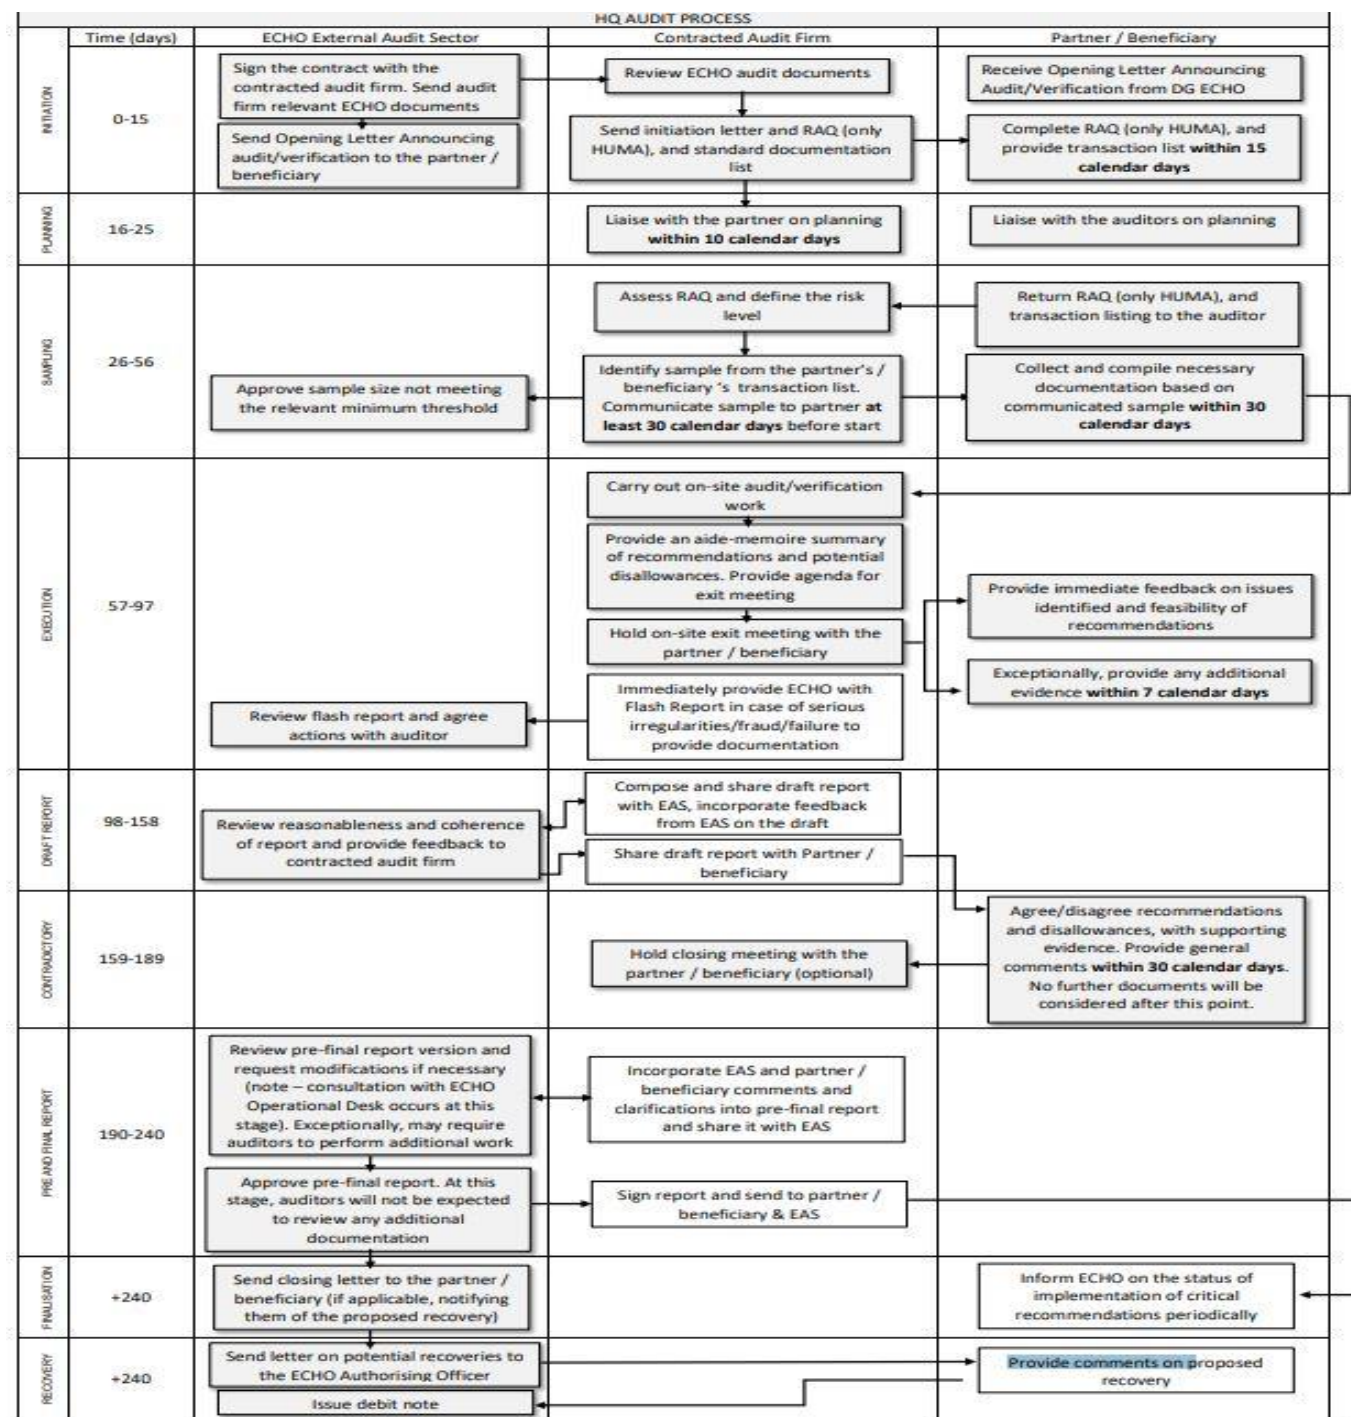 HQ AUDIT PROCESS
Time (days)
ECHO External Audit Sector
Contracted Audit Firm
Partner / Beneficiary
INITIATION
0-15
Sign the contract with the
contracted audit firm. Send audit
firm relevant ECHO documents
Send Opening Letter Announcing
audit/verification to the partner /
beneficiary
Review ECHO audit documents
Send initiation letter and RAQ (only
HUMA), and standard documentation
list
Receive Opening Letter Announcing
Audit/Verification from DG ECHO
Complete RAQ (only HUMA), and
provide transaction list within 15
calendar days
PLANNING
16-25
Liaise with the partner on planning
within 10 calendar days
Liaise with the auditors on planning
SAMPLING
26-56
Approve sample size not meeting
the relevant minimum threshold
Assess RAQ and define the risk
level
Identify sample from the partner's /
beneficiary 's transaction list.
Communicate sample to partner at
least 30 calendar days before start
Return RAQ (only HUMA), and
transaction listing to the auditor
Collect and compile necessary
documentation based on
communicated sample within 30
calendar days
EXECUTION
57-97
Review flash report and agree
actions with auditor
Carry out on-site audit/verification
work
Provide an aide-memoire summary
of recommendations and potential
disallowances. Provide agenda for
exit meeting
Hold on-site exit meeting with the
partner / beneficiary
Immediately provide ECHO with
Flash Report in case of serious
irregularities/fraud/failure to
provide documentation
Provide immediate feedback on issues
identified and feasibility of
recommendations
Exceptionally, provide any additional
evidence within 7 calendar days
DRAFT REPORT
98-158
Review reasonableness and coherence
of report and provide feedback to
contracted audit firm
Compose and share draft report
with EAS, incorporate feedback
from EAS on the draft
Share draft report with Partner /
beneficiary
CONTRADICTORY
159-189
Hold closing meeting with the
partner / beneficiary (optional)
Agree/disagree recommendations
and disallowances, with supporting
evidence. Provide general
comments within 30 calendar days.
No further documents will be
considered after this point.
PRE AND FINAL REPORT
190-240
Review pre-final report version and
request modifications if necessary
(note – consultation with ECHO
Operational Desk occurs at this
stage). Exceptionally, may require
auditors to perform additional work
Approve pre-final report. At this
stage, auditors will not be expected
to review any additional
documentation
Incorporate EAS and partner /
beneficiary comments and
clarifications into pre-final report
and share it with EAS
Sign report and send to partner /
beneficiary & EAS
FINALISATION
+240
Send closing letter to the partner /
beneficiary (if applicable, notifying
them of the proposed recovery)
Inform ECHO on the status of
implementation of critical
recommendations periodically
RECOVERY
+240
Send letter on potential recoveries to
the ECHO Authorising Officer
Issue debit note
Provide comments on proposed
recovery